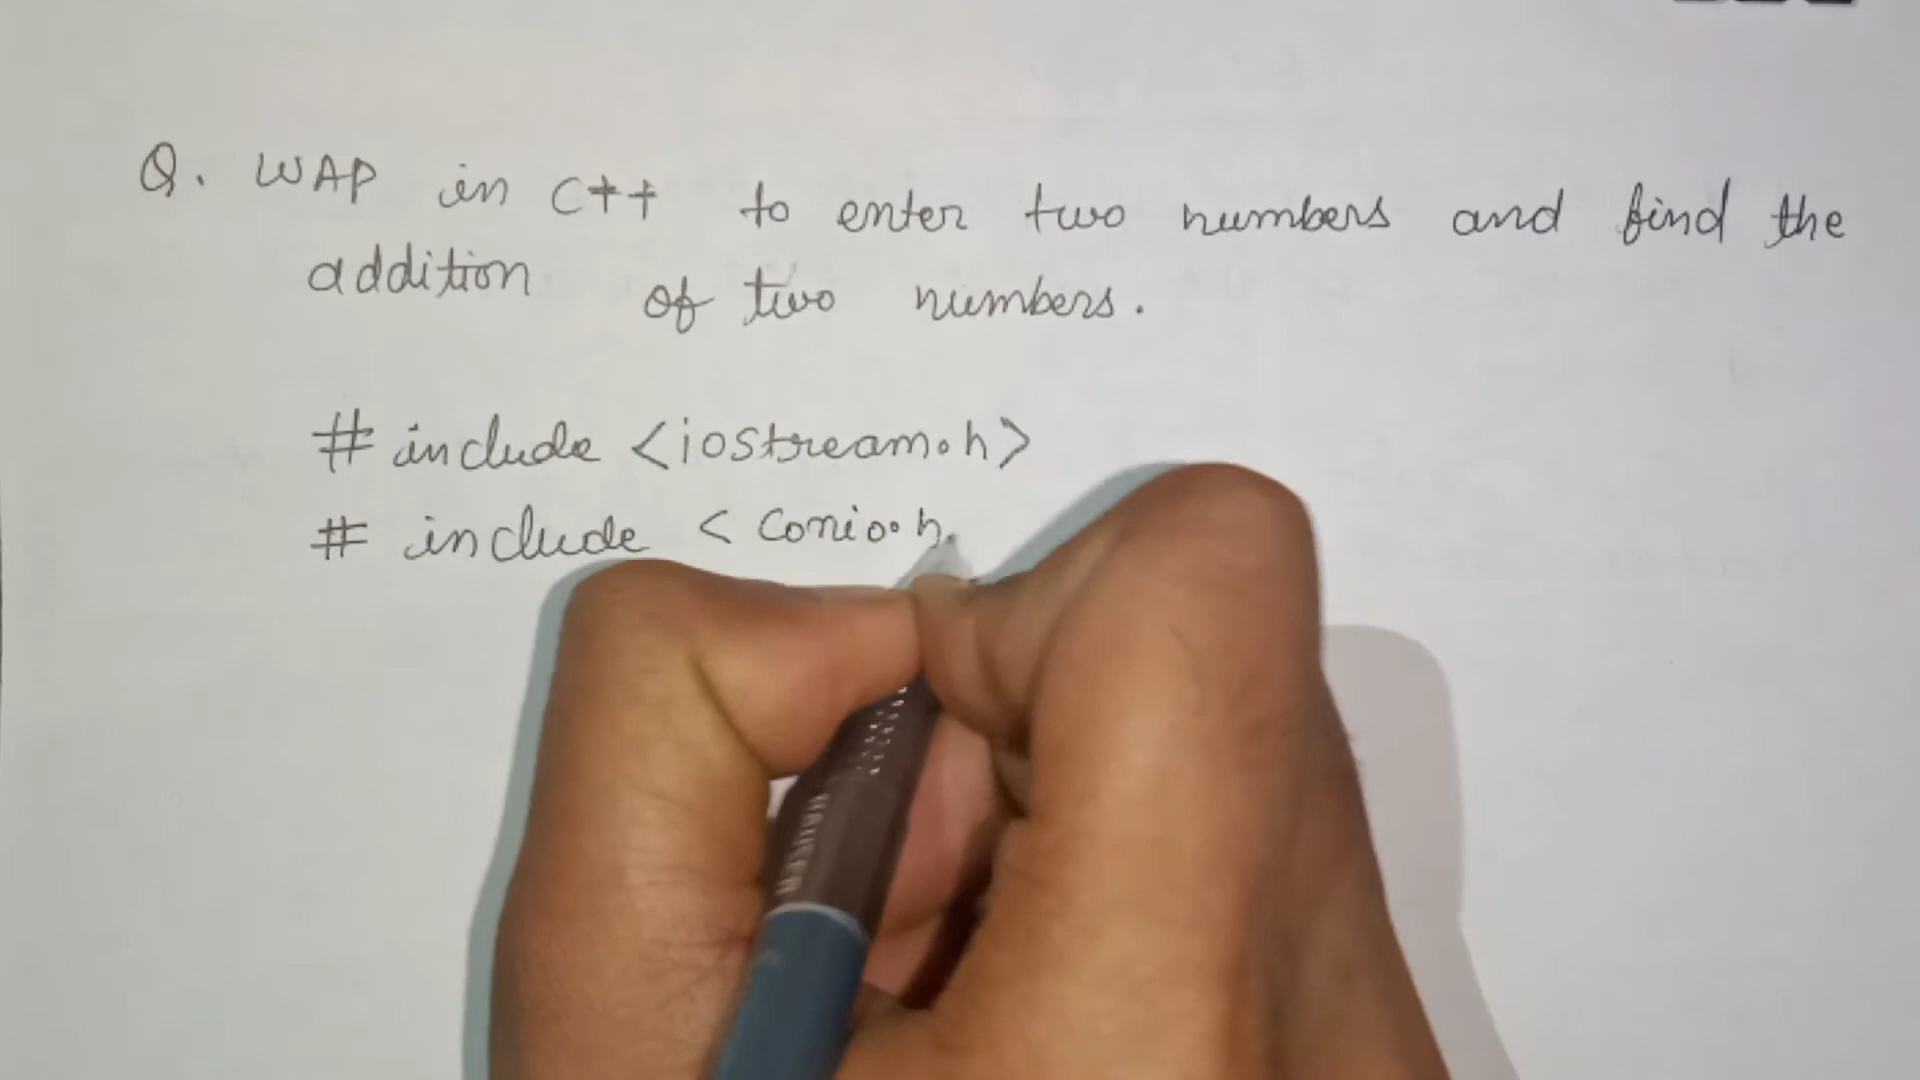 Q. WAP in C++ to enter two numbers and find the
addition of two numbers.
# include <iostream.h>
# include < conio.h